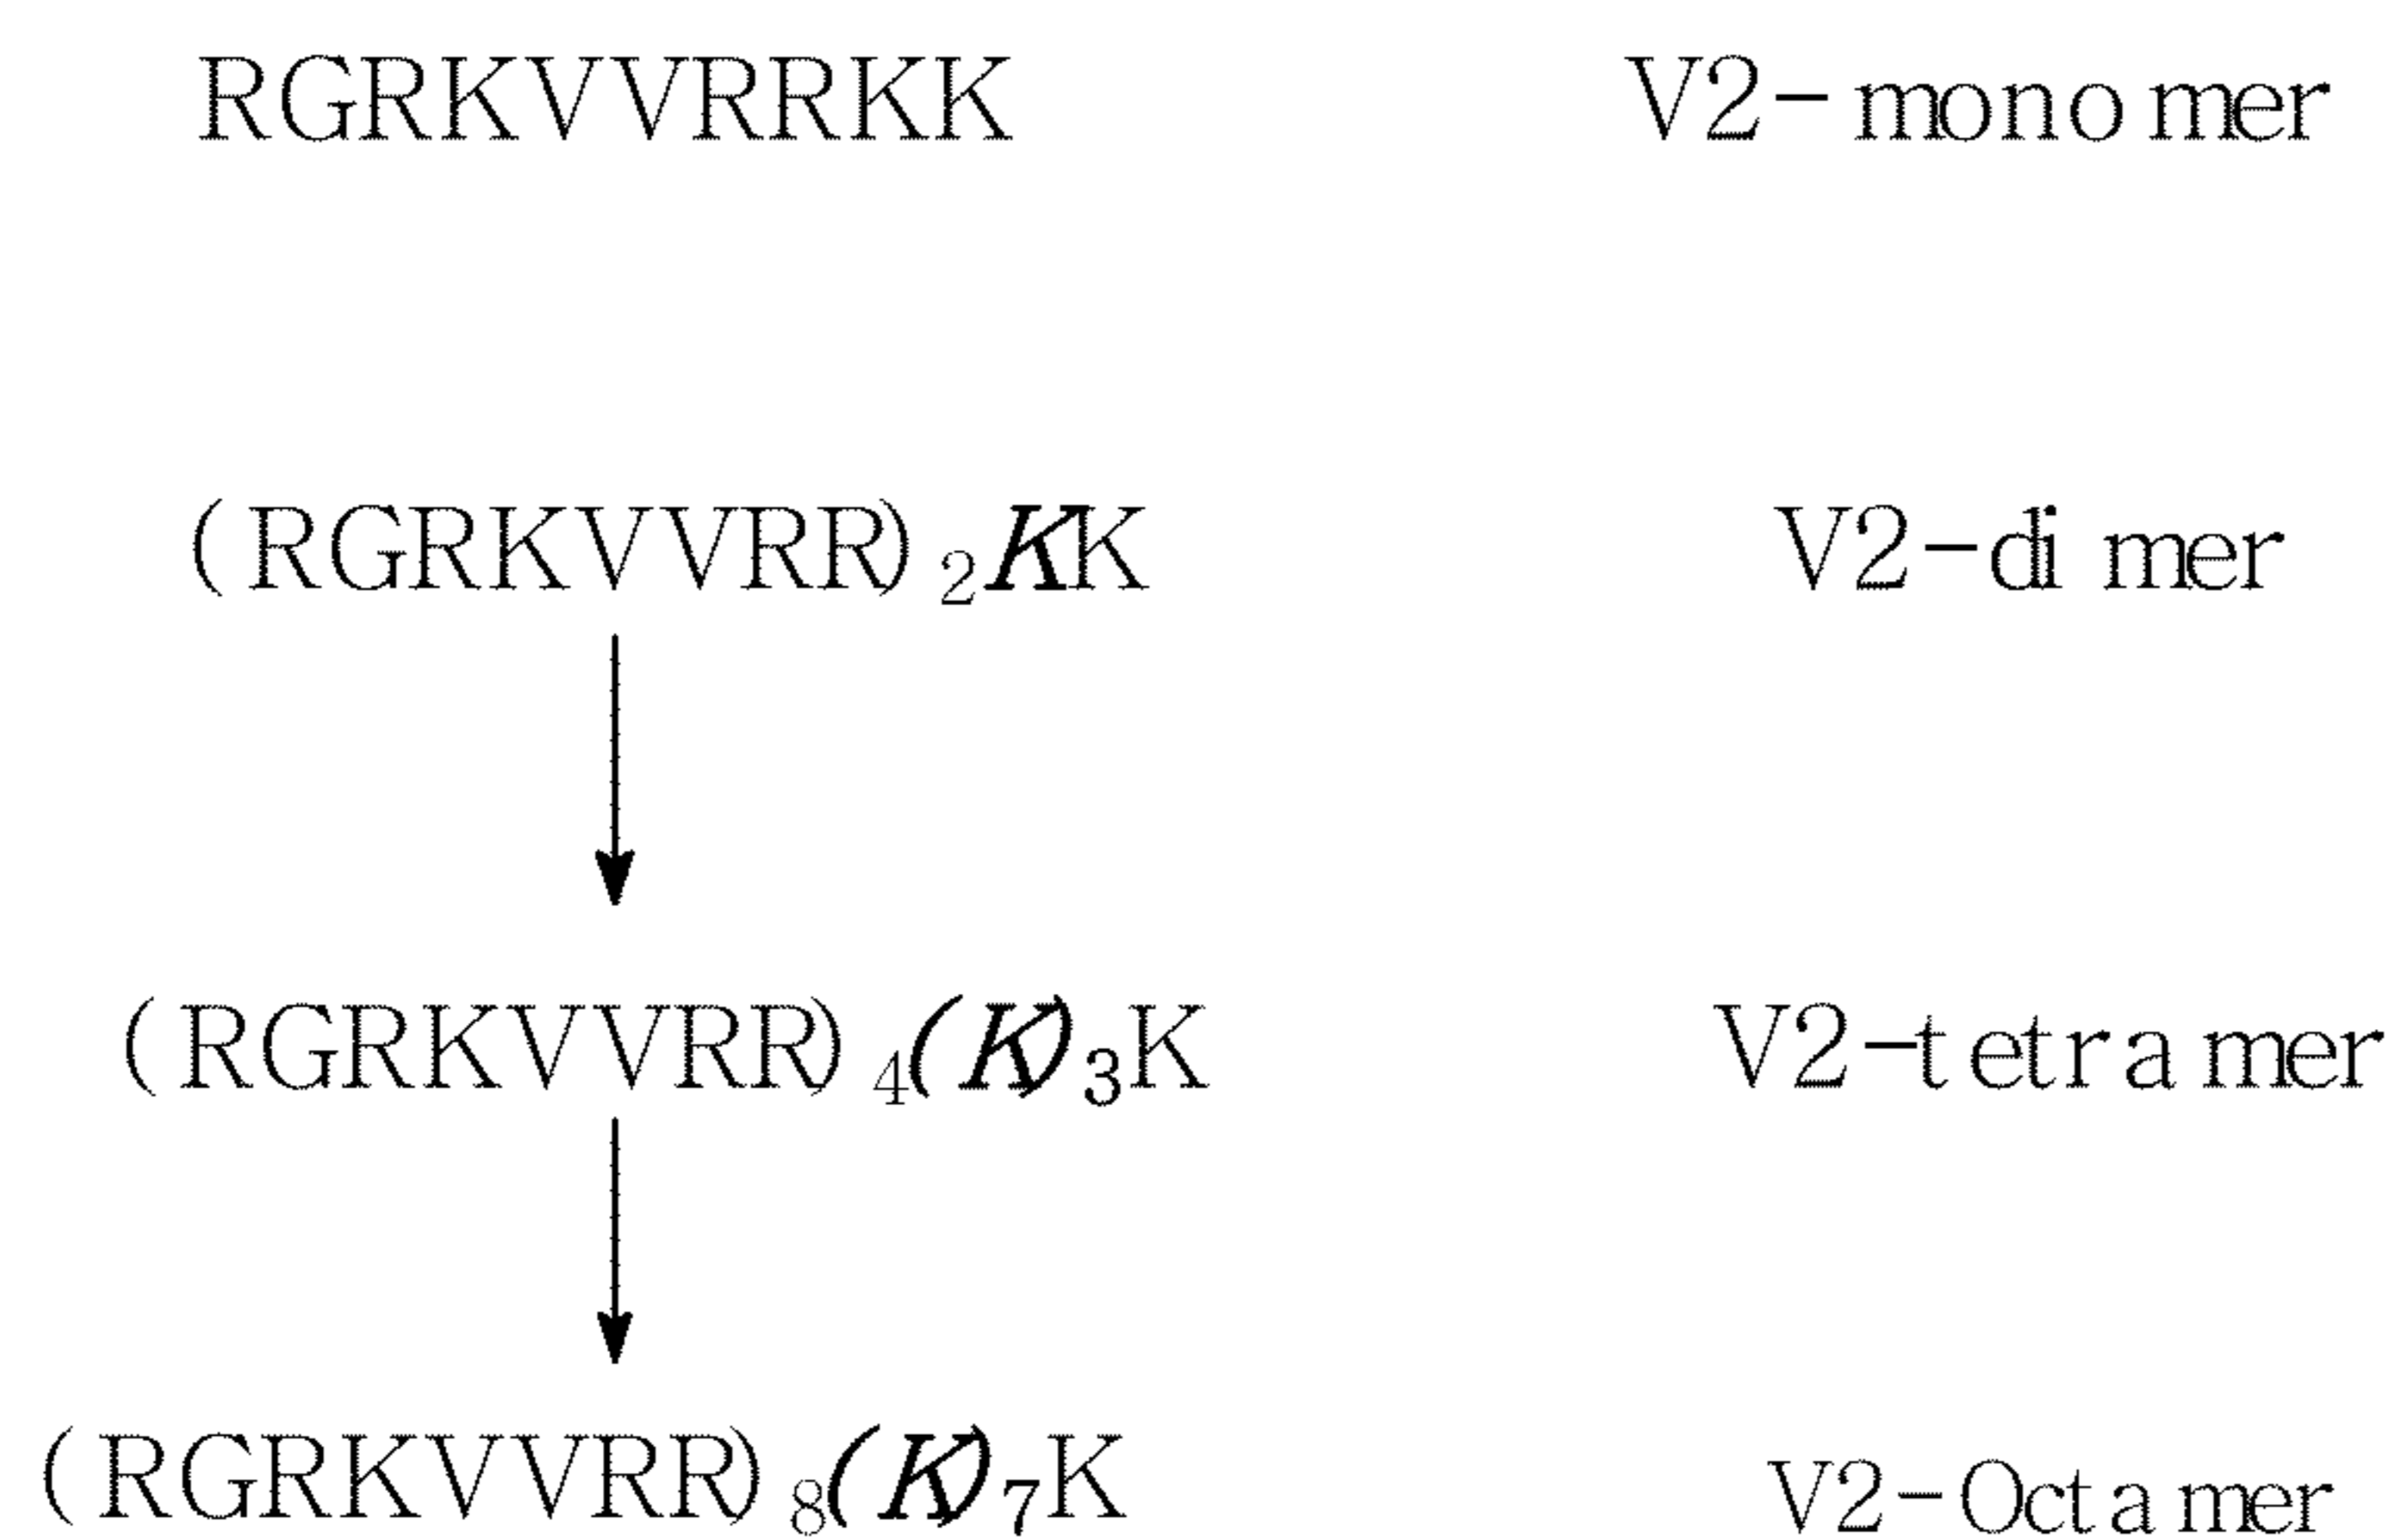 RGRKVVRRKK V2-monomer
(RGRKVVRR)₂KK V2-dimer
(RGRKVVRR)₄(K)₃K V2-tetramer
(RGRKVVRR)₈(K)₇K V2-Octamer